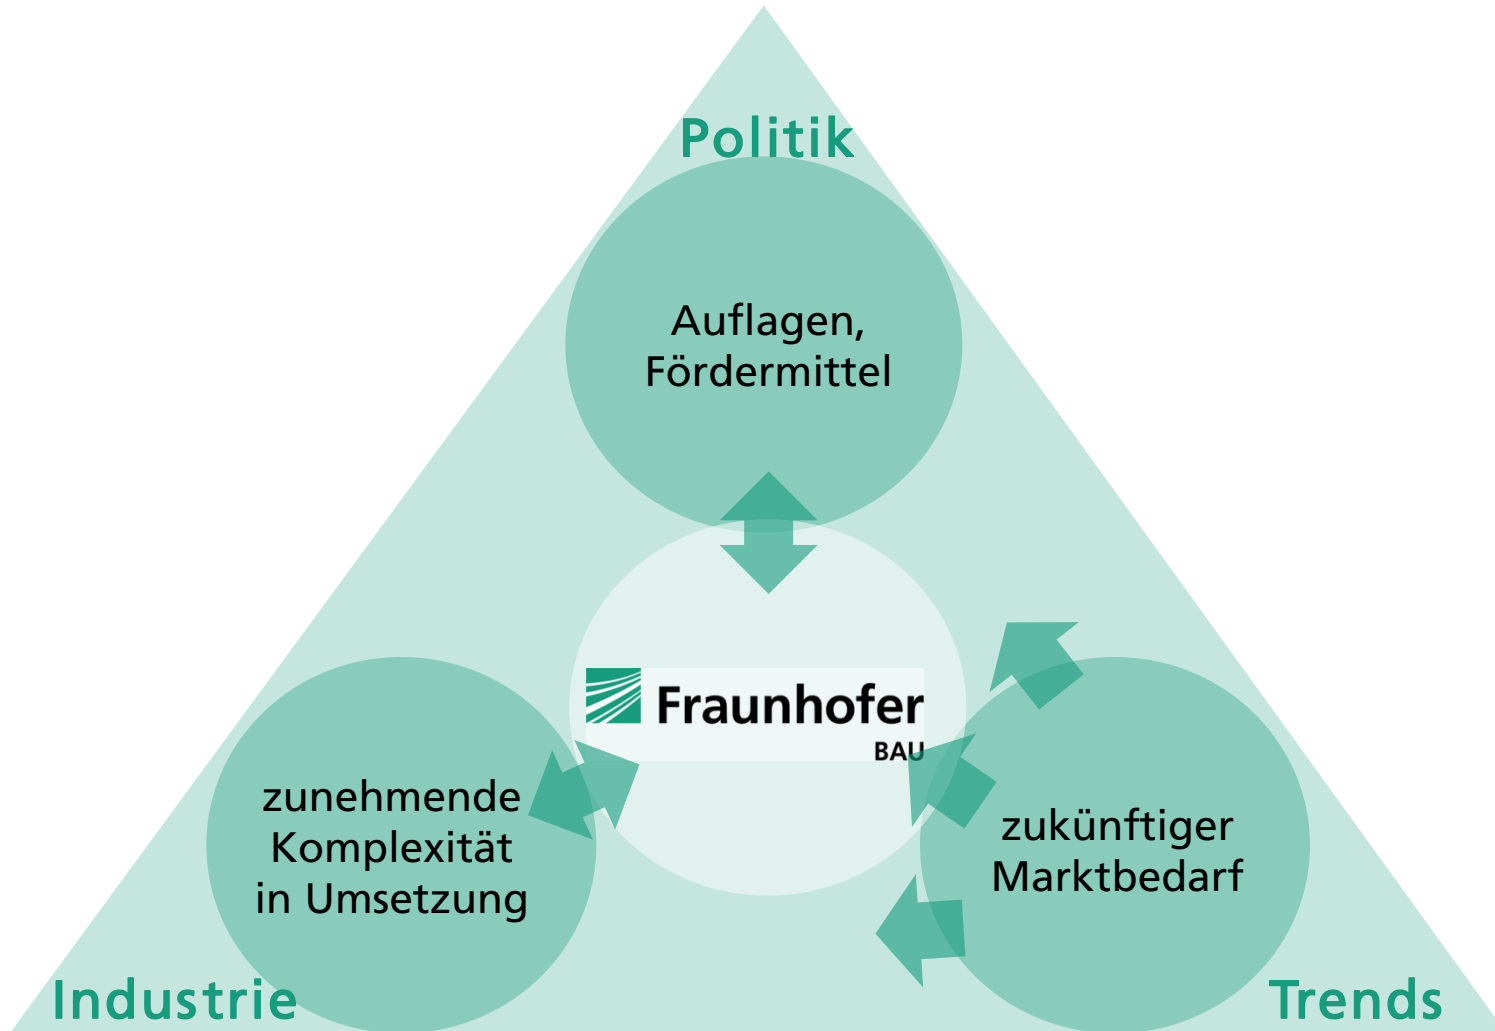 Politik
Auflagen,
Fördermittel
Fraunhofer
BAU
zunehmende
Komplexität
in Umsetzung
zukünftiger
Marktbedarf
Industrie
Trends